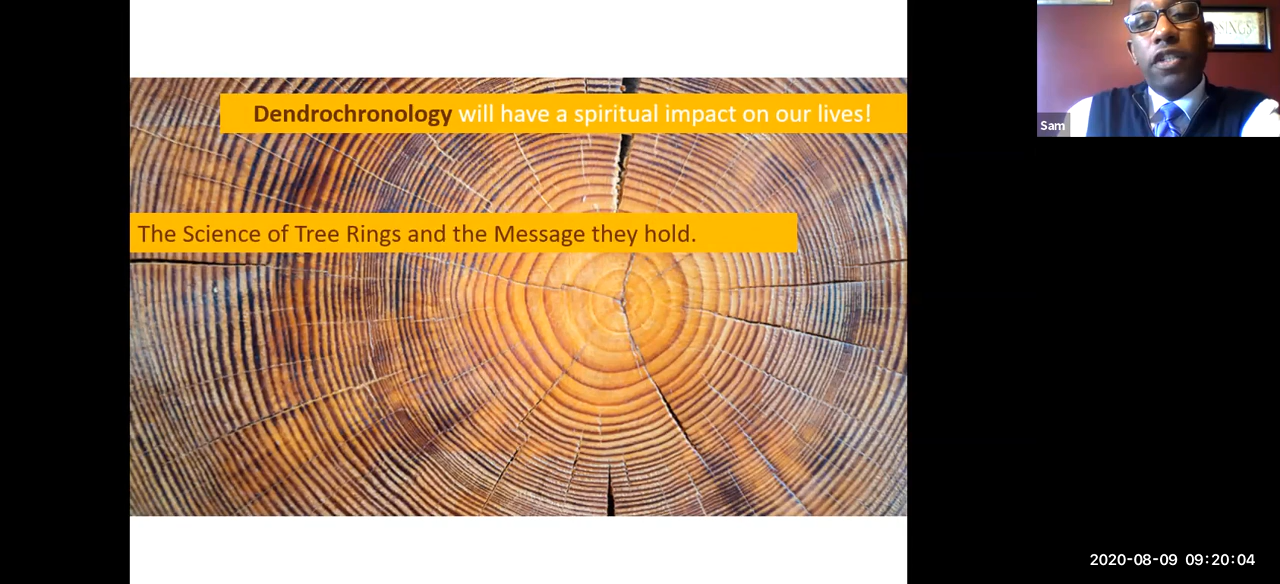 Dendrochronology will have a spiritual impact on our lives!
The Science of Tree Rings and the Message they hold.
Sam
2020-08-09 09:20:04